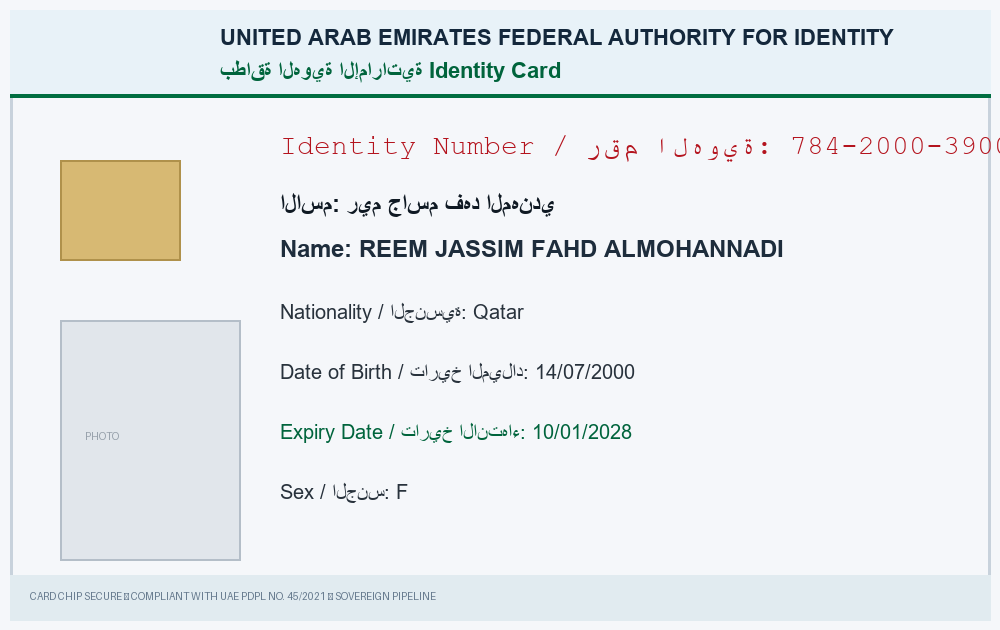 UNITED ARAB EMIRATES FEDERAL AUTHORITY FOR IDENTITY
بطاقة الهوية الإماراتية Identity Card
Identity Number / رقم الهوية: 784-2000-3900
الاسم: ريم جاسم فهد المهندي
Name: REEM JASSIM FAHD ALMOHANNADI
Nationality / الجنسية: Qatar
Date of Birth / تاريخ الميلاد: 14/07/2000
Expiry Date / تاريخ الانتهاء: 10/01/2028
Sex / الجنس: F
PHOTO
CARD CHIP SECURE COMPLIANT WITH UAE PDPL NO. 45/2021 SOVEREIGN PIPELINE